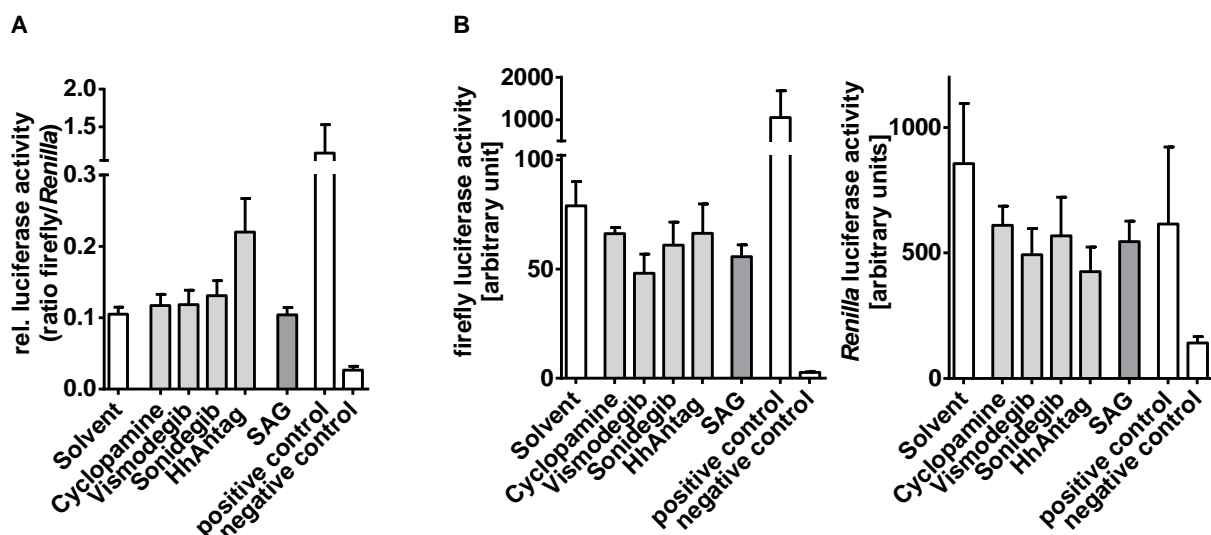 A
rel. luciferase activity
(ratio firefly/Renilla)
2.0
1.5
0.3
0.2
0.1
0.0
Solvent
Cyclopamine
Vismodegib
Sonidegib
HhAntag
SAG
positive control
negative control
B
firefly luciferase activity
[arbitrary unit]
2000
1000
100
50
0
Solvent
Cyclopamine
Vismodegib
Sonidegib
HhAntag
SAG
positive control
negative control
Renilla luciferase activity
[arbitrary units]
1000
500
0
Solvent
Cyclopamine
Vismodegib
Sonidegib
HhAntag
SAG
positive control
negative control